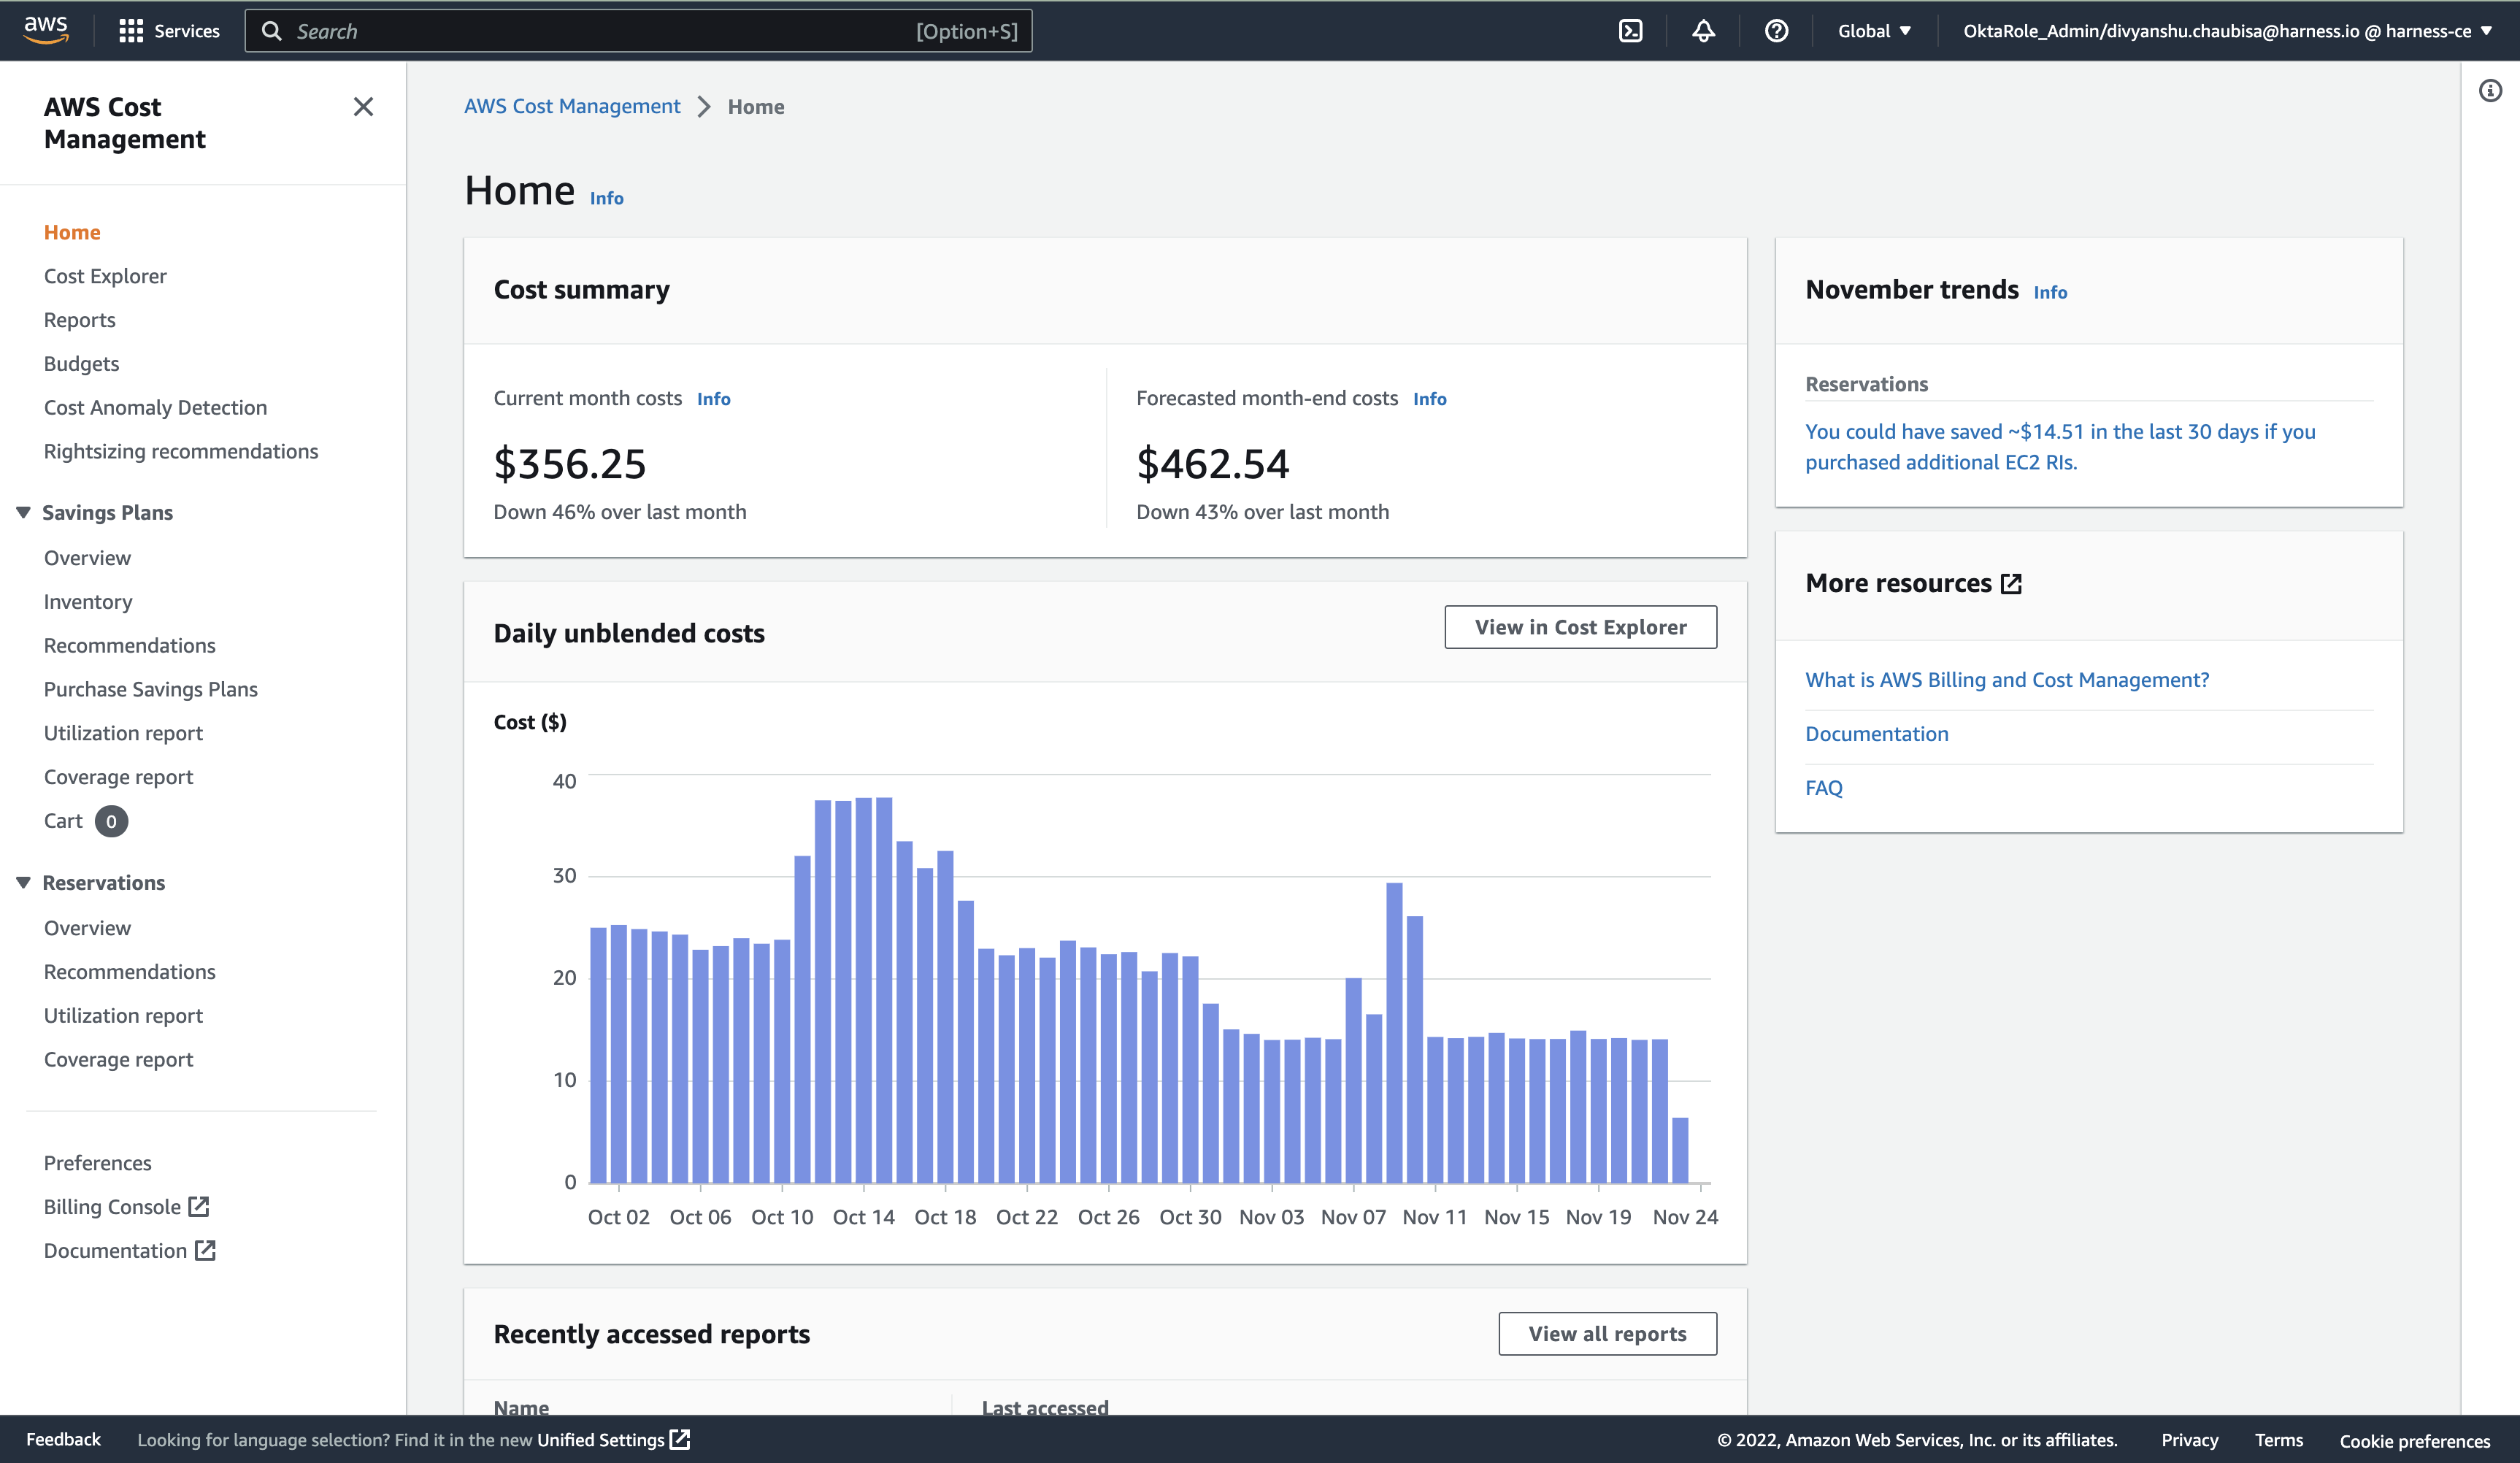 aws
Services
Search
[Option+S]
Global
OktaRole_Admin/divyanshu.chaubisa@harness.io @ harness-ce
AWS Cost
Management
Home
Cost Explorer
Reports
Budgets
Cost Anomaly Detection
Rightsizing recommendations
Savings Plans
Overview
Inventory
Recommendations
Purchase Savings Plans
Utilization report
Coverage report
Cart 0
Reservations
Overview
Recommendations
Utilization report
Coverage report
Preferences
Billing Console
Documentation
AWS Cost Management > Home
Home Info
Cost summary
Current month costs Info
$356.25
Down 46% over last month
Forecasted month-end costs Info
$462.54
Down 43% over last month
Daily unblended costs
View in Cost Explorer
Cost ($)
40
30
20
10
0
Oct 02 Oct 06 Oct 10 Oct 14 Oct 18 Oct 22 Oct 26 Oct 30 Nov 03 Nov 07 Nov 11 Nov 15 Nov 19 Nov 24
Recently accessed reports
View all reports
Name Last accessed
November trends Info
Reservations
You could have saved ~$14.51 in the last 30 days if you
purchased additional EC2 RIs.
More resources
What is AWS Billing and Cost Management?
Documentation
FAQ
Feedback
Looking for language selection? Find it in the new Unified Settings
© 2022, Amazon Web Services, Inc. or its affiliates.
Privacy
Terms
Cookie preferences